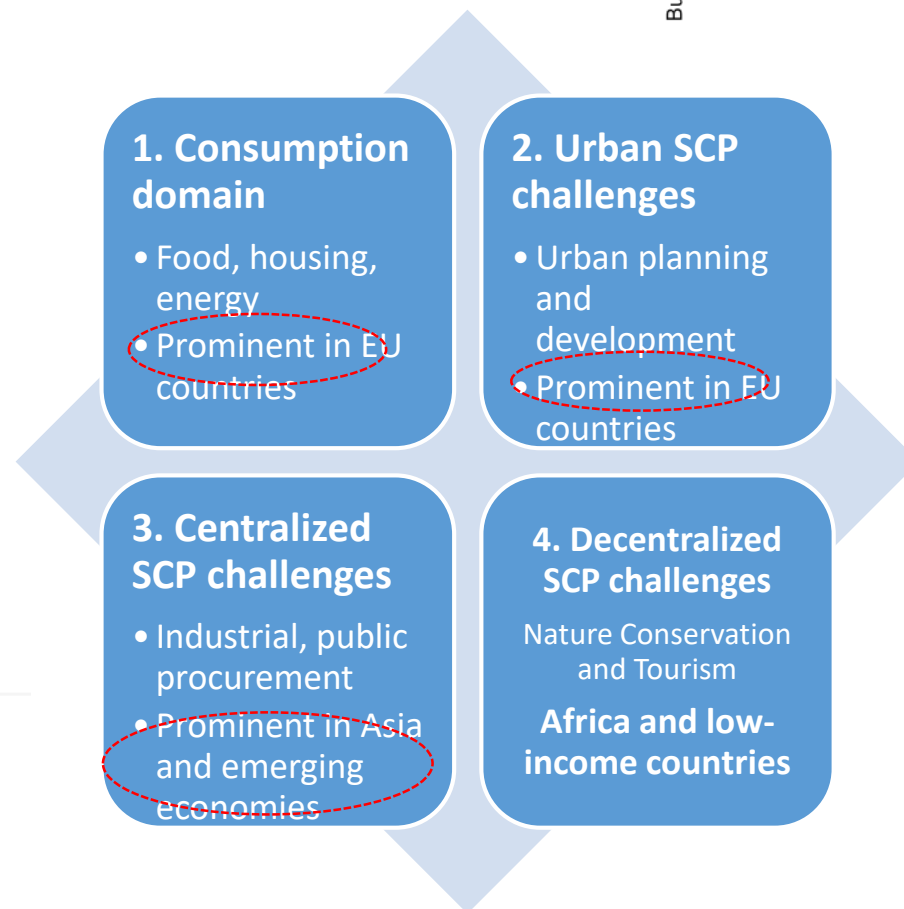 Bu
1. Consumption
domain
• Food, housing,
energy
• Prominent in EU
countries
2. Urban SCP
challenges
• Urban planning
and
development
• Prominent in EU
countries
3. Centralized
SCP challenges
• Industrial, public
procurement
• Prominent in Asia
and emerging
economies
4. Decentralized
SCP challenges
Nature Conservation
and Tourism
Africa and low-
income countries